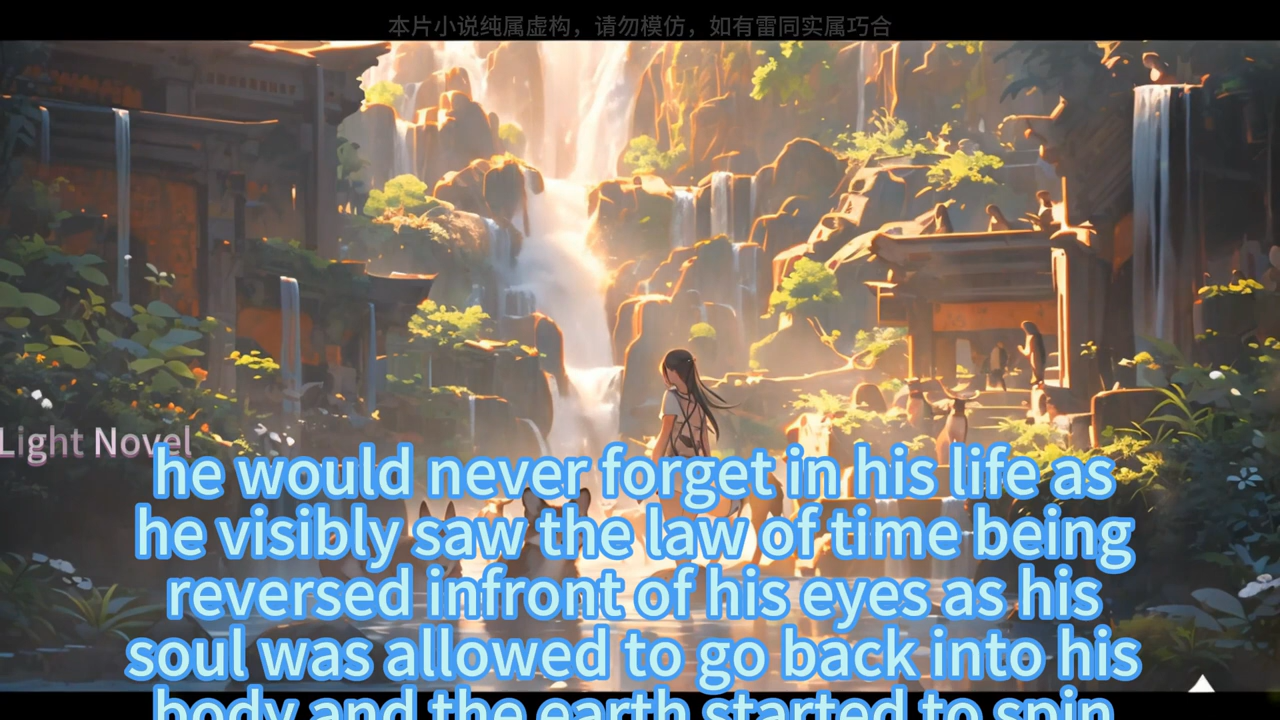 本片小说纯属虚构，请勿模仿，如有雷同实属巧合
Light Novel
he would never forget in his life as
he visibly saw the law of time being
reversed infront of his eyes as his
soul was allowed to go back into his
body and the earth started to spin